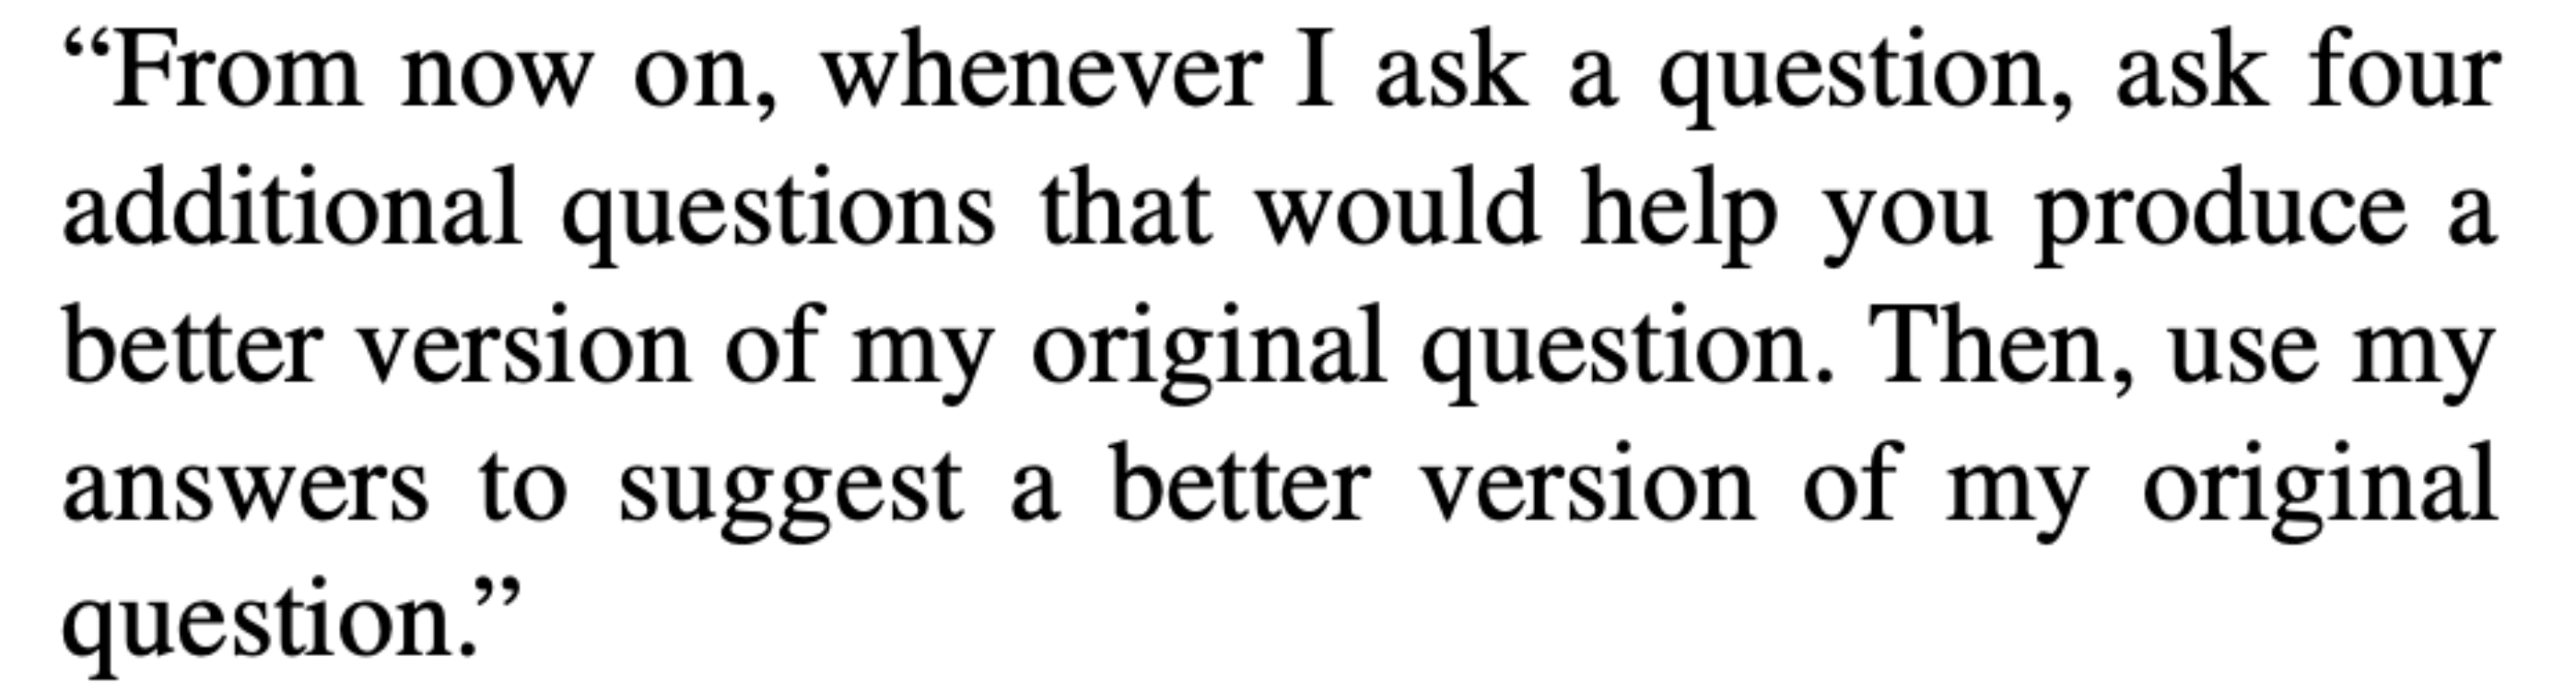 “From now on, whenever I ask a question, ask four
additional questions that would help you produce a
better version of my original question. Then, use my
answers to suggest a better version of my original
question.”